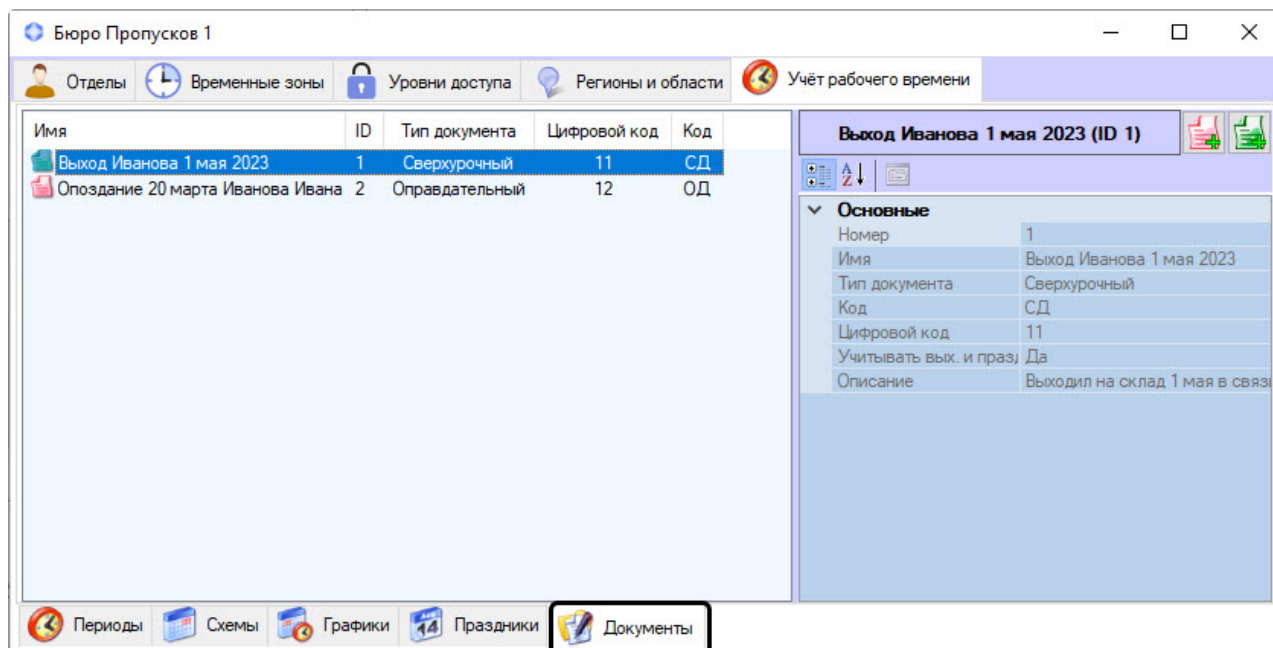 Бюро Пропусков 1
Отделы Временные зоны Уровни доступа Регионы и области Учёт рабочего времени
Имя ID Тип документа Цифровой код Код
Выход Иванова 1 мая 2023 1 Сверхурочный 11 СД
Опоздание 20 марта Иванова Ивана 2 Оправдательный 12 ОД
Выход Иванова 1 мая 2023 (ID 1)
Основные
Номер 1
Имя Выход Иванова 1 мая 2023
Тип документа Сверхурочный
Код СД
Цифровой код 11
Учитывать вых. и праз Да
Описание Выходил на склад 1 мая в связ
Периоды Схемы Графики 14 Праздники Документы